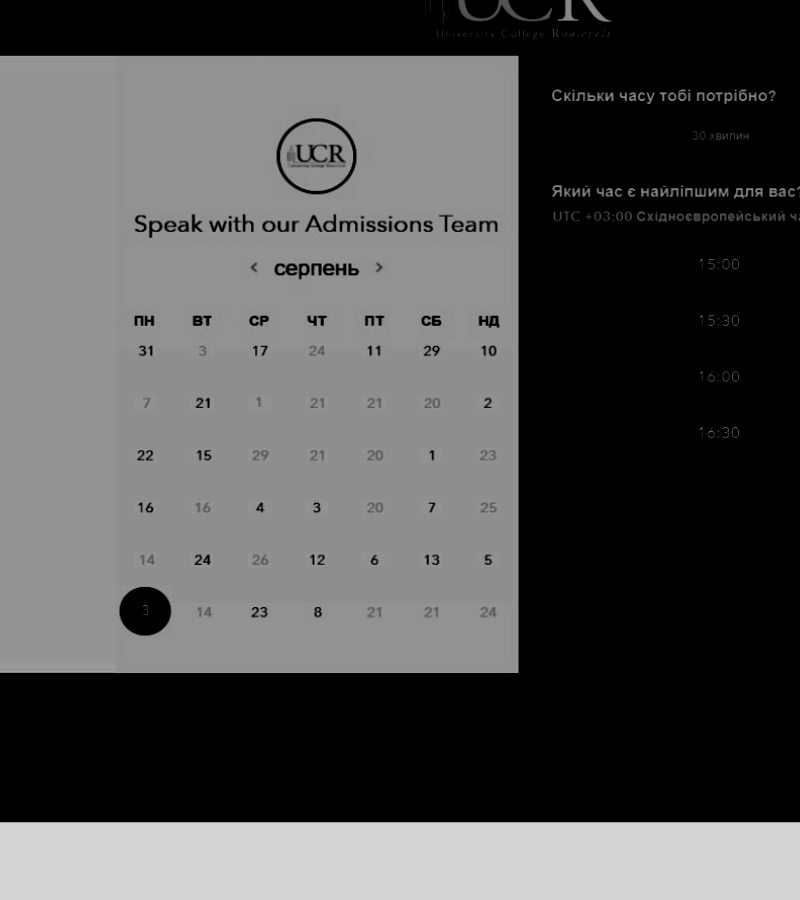 UCR
University College Roosevelt
UCR
Speak with our Admissions Team
< серпень >
ПН ВТ СР ЧТ ПТ СБ НД
31 3 17 24 11 29 10
7 21 1 21 21 20 2
22 15 29 21 20 1 23
16 16 4 3 20 7 25
14 24 26 12 6 13 5
3 14 23 8 21 21 24
Скільки часу тобі потрібно?
30 хвилин
Який час є найліпшим для вас?
UTC +03:00 Східноєвропейський
15:00
15:30
16:00
16:30